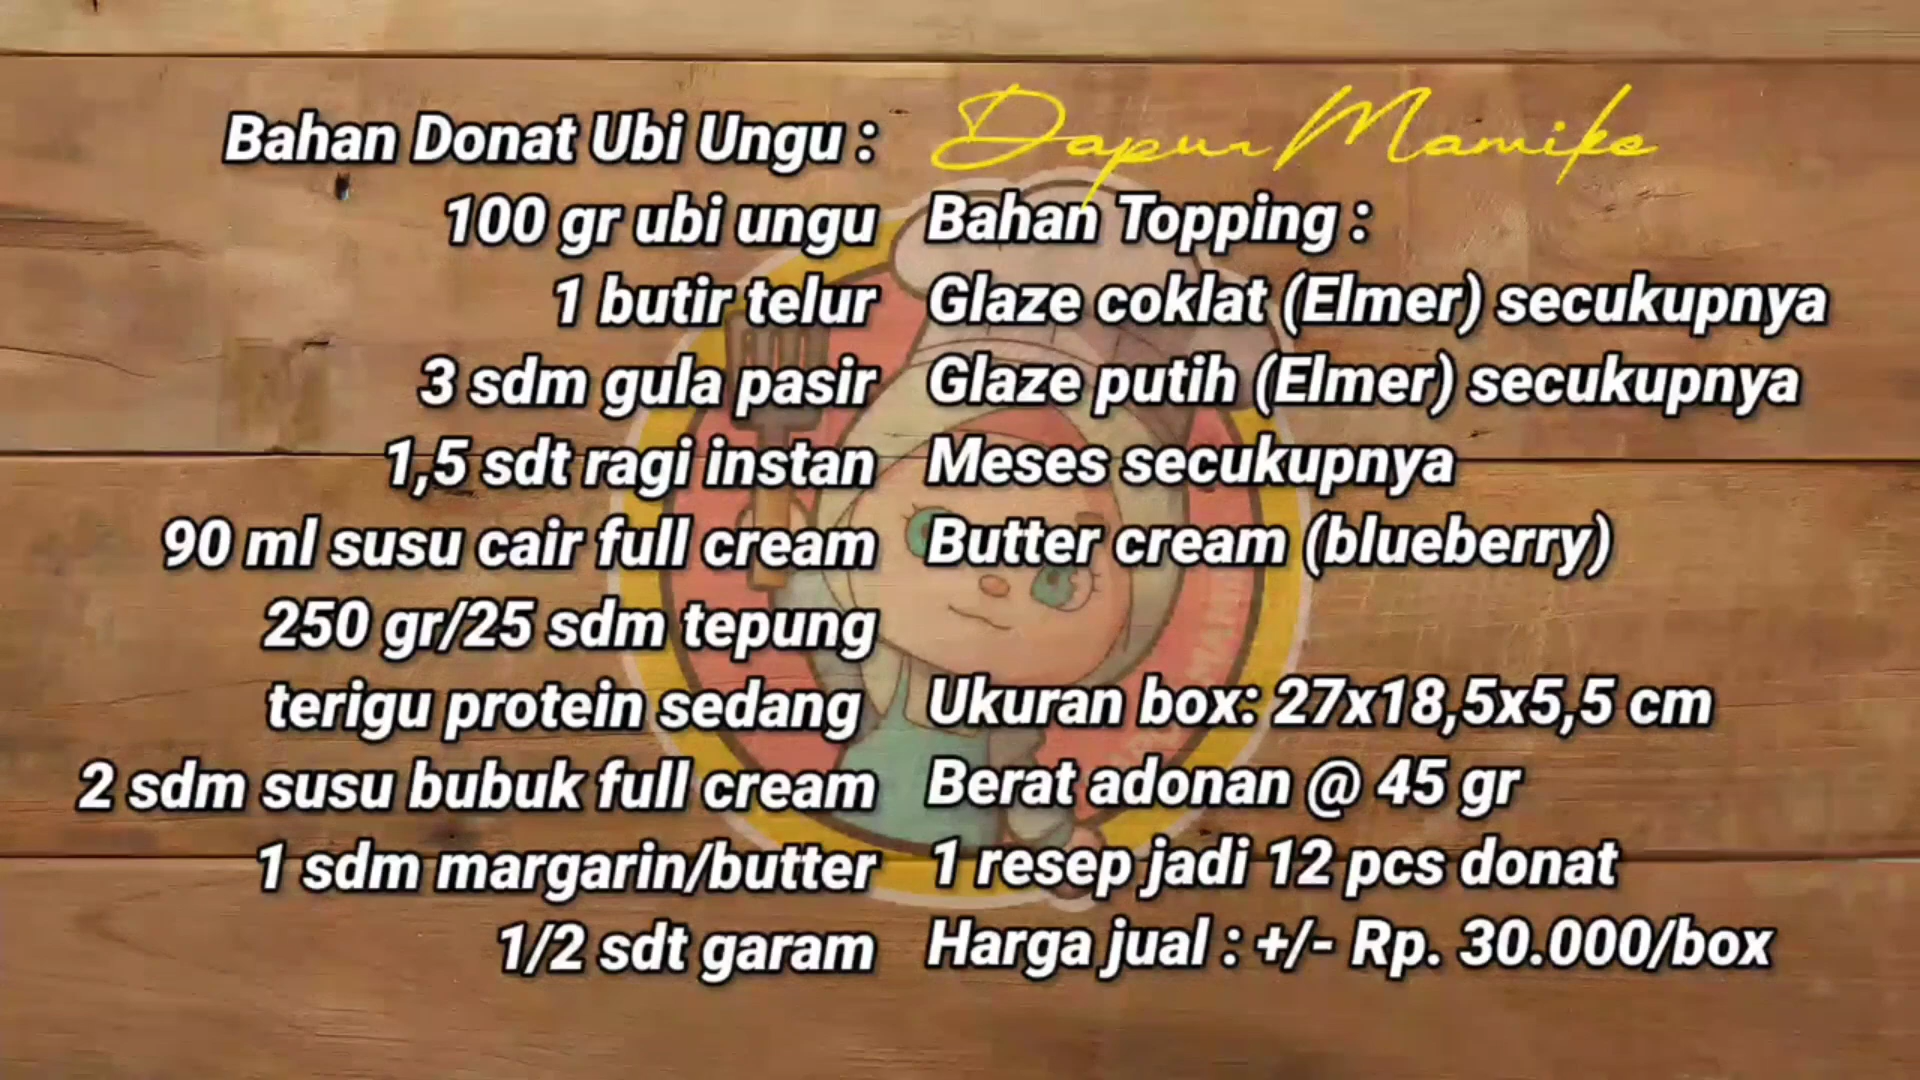 Bahan Donat Ubi Ungu :
100 gr ubi ungu
1 butir telur
3 sdm gula pasir
1,5 sdt ragi instan
90 ml susu cair full cream
250 gr/25 sdm tepung
terigu protein sedang
2 sdm susu bubuk full cream
1 sdm margarin/butter
1/2 sdt garam
Dapur Mamike
Bahan Topping :
Glaze coklat (Elmer) secukupnya
Glaze putih (Elmer) secukupnya
Meses secukupnya
Butter cream (blueberry)
Ukuran box: 27x18,5x5,5 cm
Berat adonan @ 45 gr
1 resep jadi 12 pcs donat
Harga jual : +/- Rp. 30.000/box